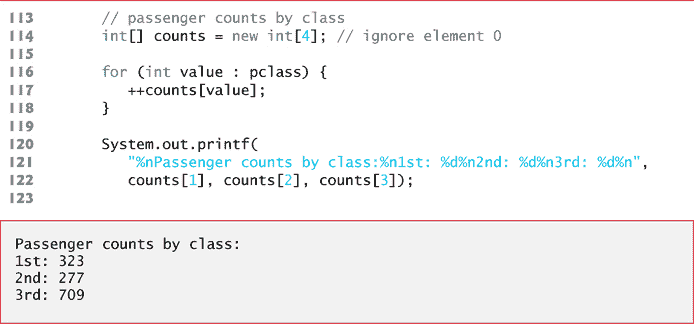 113 // passenger counts by class
114 int[] counts = new int[4]; // ignore element 0
115
116 for (int value : pclass) {
117 ++counts[value];
118 }
119
120 System.out.printf(
121 "%nPassenger counts by class:%n1st: %d%n2nd: %d%n3rd: %d%n",
122 counts[1], counts[2], counts[3]);
123
Passenger counts by class:
1st: 323
2nd: 277
3rd: 709